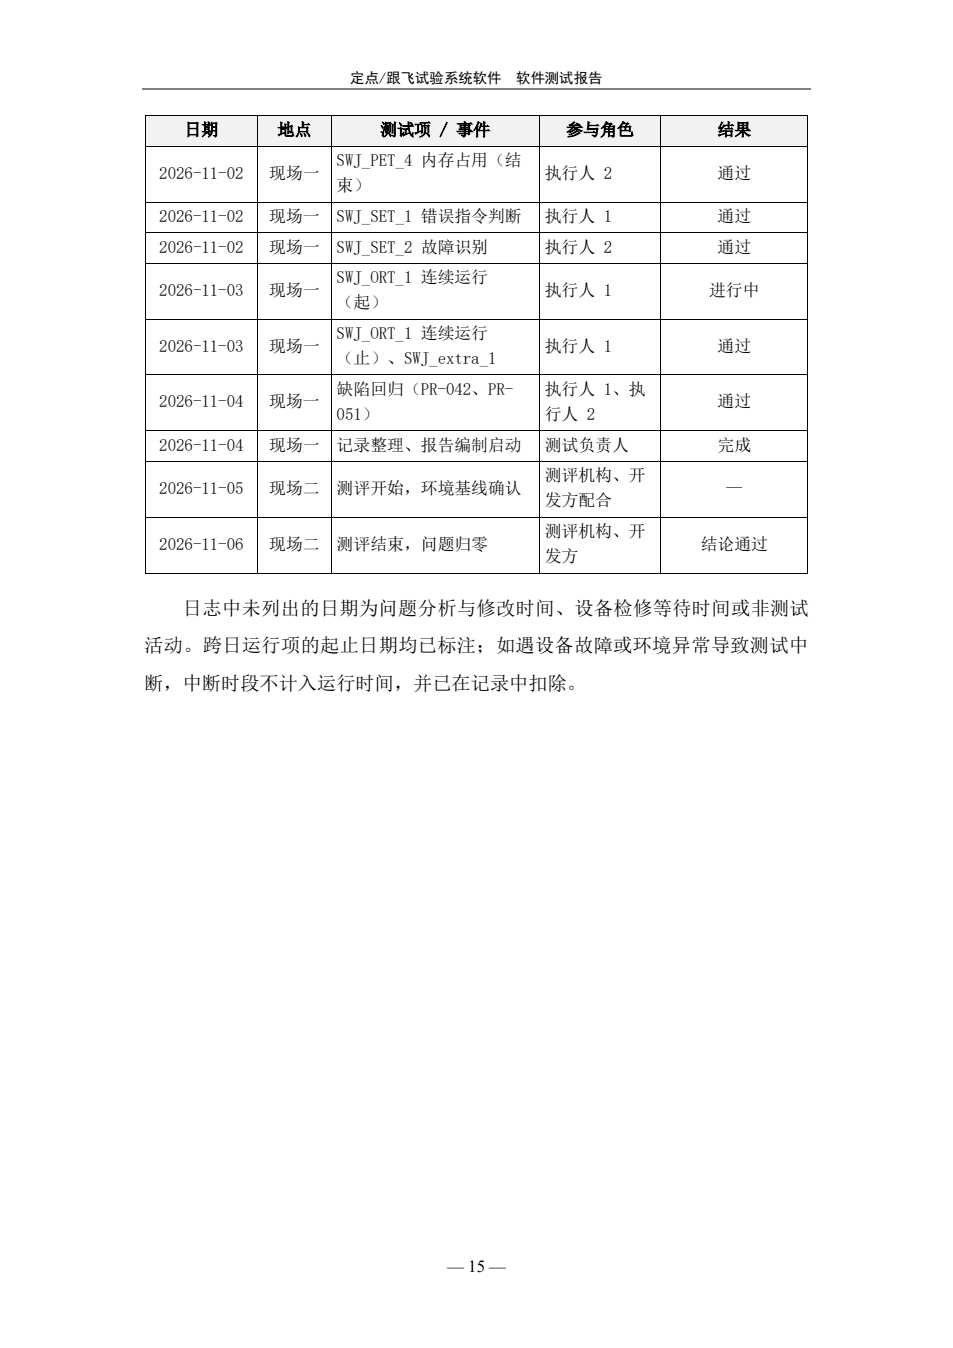 定点/跟飞试验系统软件　软件测试报告
日期 地点 测试项 / 事件 参与角色 结果
2026-11-02 现场一 SWJ_PET_4 内存占用（结
束） 执行人 2 通过
2026-11-02 现场一 SWJ_SET_1 错误指令判断 执行人 1 通过
2026-11-02 现场一 SWJ_SET_2 故障识别 执行人 2 通过
2026-11-03 现场一 SWJ_ORT_1 连续运行
（起） 执行人 1 进行中
2026-11-03 现场一 SWJ_ORT_1 连续运行
（止）、SWJ_extra_1 执行人 1 通过
2026-11-04 现场一 缺陷回归（PR-042、PR-
051） 执行人 1、执
行人 2 通过
2026-11-04 现场一 记录整理、报告编制启动 测试负责人 完成
2026-11-05 现场二 测评开始，环境基线确认 测评机构、开
发方配合 —
2026-11-06 现场二 测评结束，问题归零 测评机构、开
发方 结论通过
日志中未列出的日期为问题分析与修改时间、设备检修等待时间或非测试
活动。跨日运行项的起止日期均已标注；如遇设备故障或环境异常导致测试中
断，中断时段不计入运行时间，并已在记录中扣除。
— 15 —